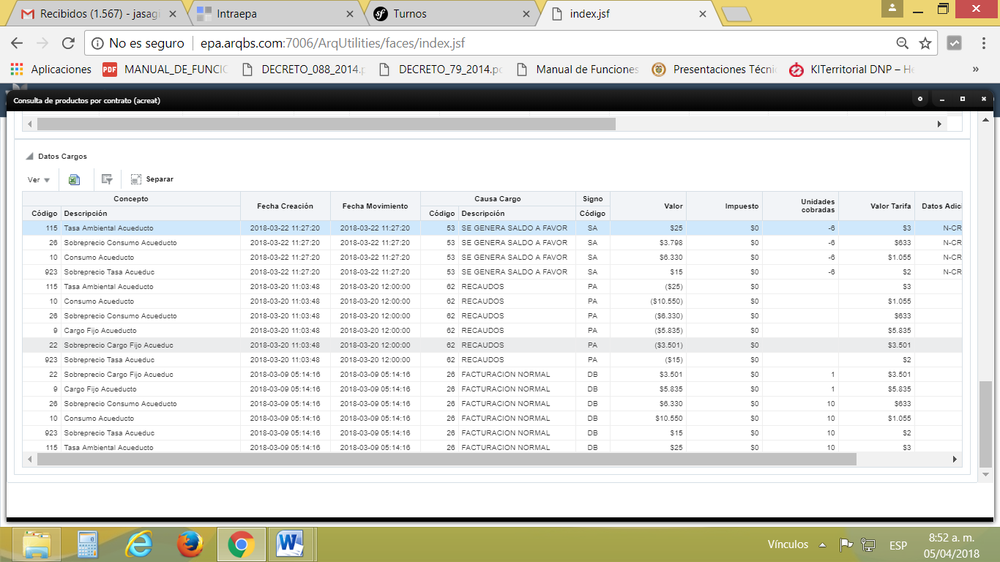 Recibidos (1.567) - jasagi
Intraepa
Turnos
index.jsf
No es seguro epa.arqbs.com:7006/ArqUtilities/faces/index.jsf
Aplicaciones PDF MANUAL_DE_FUNCIC DECRETO_088_2014.p DECRETO_79_2014.pc Manual de Funciones Presentaciones Técni KITerritorial DNP – He »
Consulta de productos por contrato (acreat)
Datos Cargos
Ver Separar
Concepto Fecha Creación Fecha Movimiento Causa Cargo Signo Valor Impuesto Unidades cobradas Valor Tarifa Datos Adici
Código Descripción Código Descripción Código
115 Tasa Ambiental Acueducto 2018-03-22 11:27:20 2018-03-22 11:27:20 53 SE GENERA SALDO A FAVOR SA $25 $0 -6 $3 N-CR
26 Sobreprecio Consumo Acueducto 2018-03-22 11:27:20 2018-03-22 11:27:20 53 SE GENERA SALDO A FAVOR SA $3.798 $0 -6 $633 N-CR
10 Consumo Acueducto 2018-03-22 11:27:20 2018-03-22 11:27:20 53 SE GENERA SALDO A FAVOR SA $6.330 $0 -6 $1.055 N-CR
923 Sobreprecio Tasa Acueduc 2018-03-22 11:27:20 2018-03-22 11:27:20 53 SE GENERA SALDO A FAVOR SA $15 $0 -6 $2 N-CR
115 Tasa Ambiental Acueducto 2018-03-20 11:03:48 2018-03-20 12:00:00 62 RECAUDOS PA ($25) $0 $3
10 Consumo Acueducto 2018-03-20 11:03:48 2018-03-20 12:00:00 62 RECAUDOS PA ($10.550) $0 $1.055
26 Sobreprecio Consumo Acueducto 2018-03-20 11:03:48 2018-03-20 12:00:00 62 RECAUDOS PA ($6.330) $0 $633
9 Cargo Fijo Acueduc 2018-03-20 11:03:48 2018-03-20 12:00:00 62 RECAUDOS PA ($5.835) $0 $5.835
22 Sobreprecio Cargo Fijo Acueduc 2018-03-20 11:03:48 2018-03-20 12:00:00 62 RECAUDOS PA ($3.501) $0 $3.501
923 Sobreprecio Tasa Acueduc 2018-03-20 11:03:48 2018-03-20 12:00:00 62 RECAUDOS PA ($15) $0 $2
22 Sobreprecio Cargo Fijo Acueduc 2018-03-09 05:14:16 2018-03-09 05:14:16 26 FACTURACION NORMAL DB $3.501 $0 1 $3.501
9 Cargo Fijo Acueduc 2018-03-09 05:14:16 2018-03-09 05:14:16 26 FACTURACION NORMAL DB $5.835 $0 1 $5.835
26 Sobreprecio Consumo Acueducto 2018-03-09 05:14:16 2018-03-09 05:14:16 26 FACTURACION NORMAL DB $6.330 $0 10 $633
10 Consumo Acueducto 2018-03-09 05:14:16 2018-03-09 05:14:16 26 FACTURACION NORMAL DB $10.550 $0 10 $1.055
923 Sobreprecio Tasa Acueduc 2018-03-09 05:14:16 2018-03-09 05:14:16 26 FACTURACION NORMAL DB $15 $0 10 $2
115 Tasa Ambiental Acueducto 2018-03-09 05:14:16 2018-03-09 05:14:16 26 FACTURACION NORMAL DB $25 $0 10 $3
Vínculos ESP
8:52 a. m.
05/04/2018